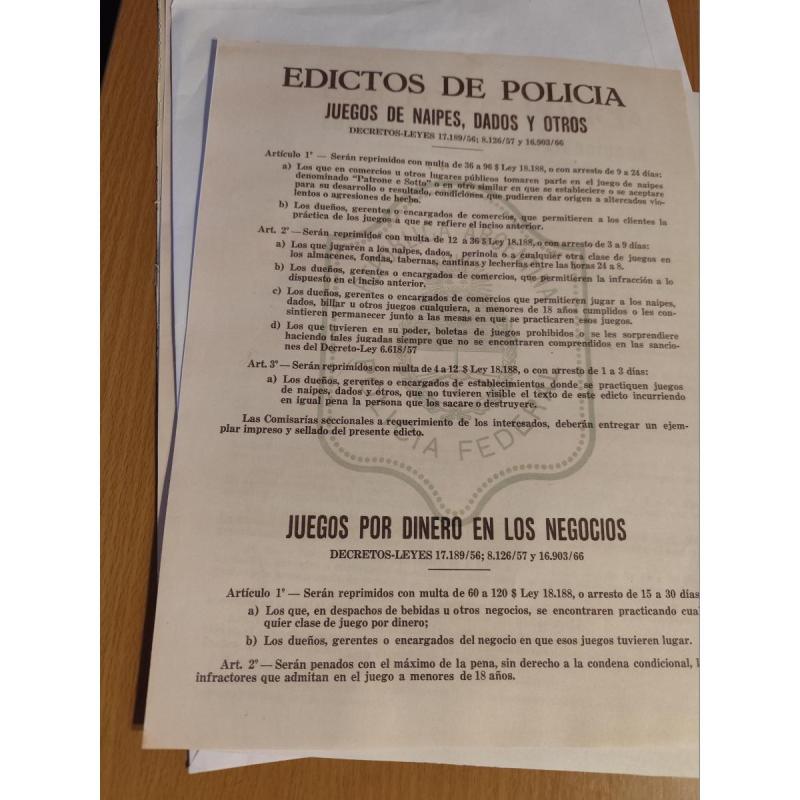 EDICTOS DE POLICIA
JUEGOS DE NAIPES, DADOS Y OTROS
DECRETOS-LEYES 17.189/56; 8.126/57 y 16.903/66
Artículo 1º — Serán reprimidos con multa de 36 a 96 $ Ley 18.188, o con arresto de 9 a 24 días:
a) Los que en comercios u otros lugares públicos tomaren parte en el juego de naipes
denominado "Patrone e Sotto" o en otro similar en que se estableciere o se aceptare
para su desarrollo o resultado, condiciones que pudieren dar origen a altercados vio-
lentos o agresiones de hecho.
b) Los dueños, gerentes o encargados de comercios, que permitieren a los clientes la
práctica de los juegos a que se refiere el inciso anterior.
Art. 2º — Serán reprimidos con multa de 12 a 36 $ Ley 18.188, o con arresto de 3 a 9 días:
a) Los que jugaren a los naipes, dados, perinola o a cualquier otra clase de juegos en
los almacenes, fondas, tabernas, cantinas y lecherías entre las horas 24 a 8.
b) Los dueños, gerentes o encargados de comercios, que permitieren la infracción a lo
dispuesto en el inciso anterior.
c) Los dueños, gerentes o encargados de comercios que permitieren jugar a los naipes,
dados, billar u otros juegos cualquiera, a menores de 18 años cumplidos o les con-
sintieren permanecer junto a las mesas en que se practicaren esos juegos.
d) Los que tuvieren en su poder, boletas de juegos prohibidos o se les sorprendiere
haciendo tales jugadas siempre que no se encontraren comprendidos en las sancio-
nes del Decreto-Ley 6.618/57
Art. 3º — Serán reprimidos con multa de 4 a 12 $ Ley 18.188, o con arresto de 1 a 3 días:
a) Los dueños, gerentes o encargados de establecimientos donde se practiquen juegos
de naipes, dados y otros, que no tuvieren visible el texto de este edicto incurriendo
en igual pena la persona que los sacare o destruyere.
Las Comisarías seccionales a requerimiento de los interesados, deberán entregar un ejem-
plar impreso y sellado del presente edicto.
POLICIA FEDERAL
JUEGOS POR DINERO EN LOS NEGOCIOS
DECRETOS-LEYES 17.189/56; 8.126/57 y 16.903/66
Artículo 1º — Serán reprimidos con multa de 60 a 120 $ Ley 18.188, o arresto de 15 a 30 días
a) Los que, en despachos de bebidas u otros negocios, se encontraren practicando cua
quier clase de juego por dinero;
b) Los dueños, gerentes o encargados del negocio en que esos juegos tuvieren lugar.
Art. 2º — Serán penados con el máximo de la pena, sin derecho a la condena condicional, l
infractores que admitan en el juego a menores de 18 años.